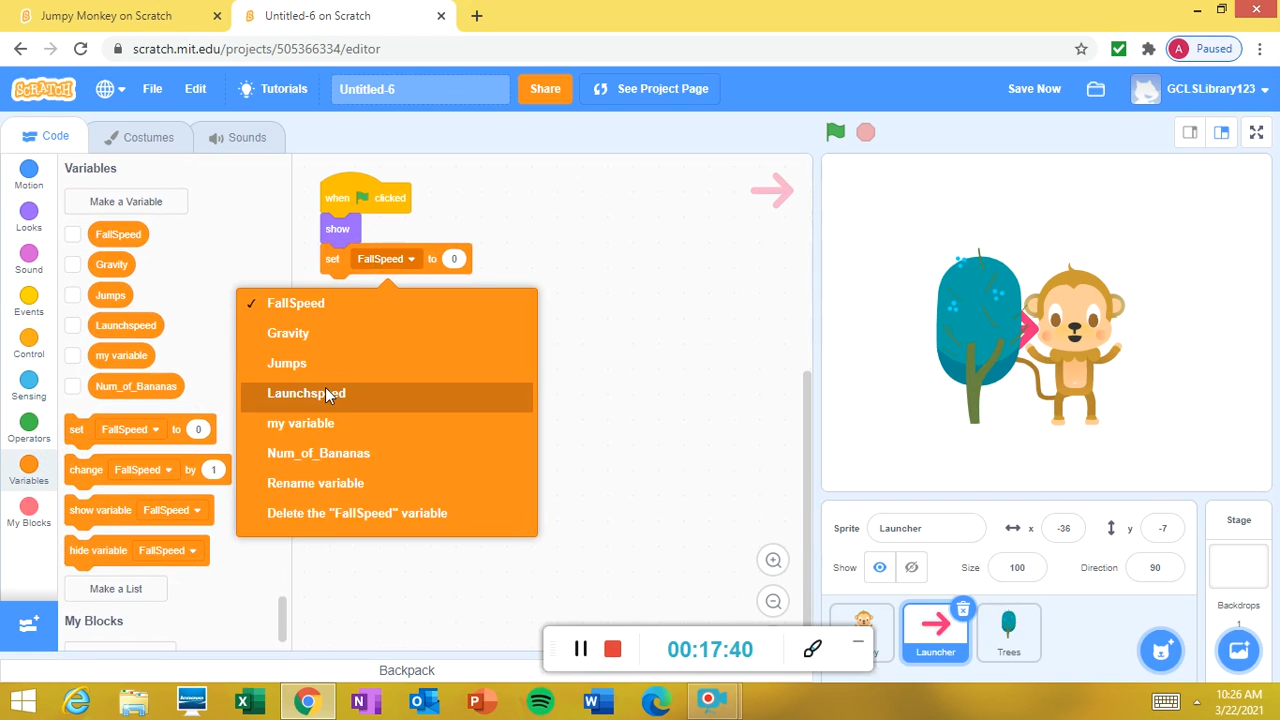 Jumpy Monkey on Scratch
Untitled-6 on Scratch
scratch.mit.edu/projects/505366334/editor
A Paused
SCRATCH File Edit Tutorials Untitled-6 Share See Project Page Save Now GCLSLibrary123
Code Costumes Sounds
Motion
Looks
Sound
Events
Control
Sensing
Operators
Variables
My Blocks
Variables
Make a Variable
FallSpeed
Gravity
Jumps
Launchspeed
my variable
Num_of_Bananas
set FallSpeed to 0
change FallSpeed by 1
show variable FallSpeed
hide variable FallSpeed
Make a List
My Blocks
when clicked
show
set FallSpeed to 0
✓ FallSpeed
Gravity
Jumps
Launchspeed
my variable
Num_of_Bananas
Rename variable
Delete the "FallSpeed" variable
Backpack
Sprite Launcher x -36 y -7
Show Size 100 Direction 90
Launcher
Trees
Stage
Backdrops
1
00:17:40
10:26 AM
3/22/2021